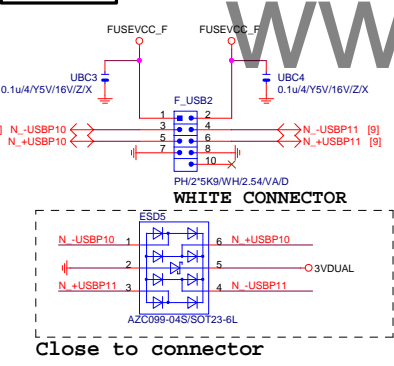 WW
FUSEVCC_F FUSEVCC_F
UBC3 UBC4
0.1u/4/Y5V/16V/Z/X 0.1u/4/Y5V/16V/Z/X
F_USB2
1 2
] N_-USBP10 3 4 N_-USBP11 [9]
] N_+USBP10 5 6 N_+USBP11 [9]
7 8
10
PH/2*5K9/WH/2.54/VA/D
WHITE CONNECTOR
ESD5
N_-USBP10 1 6 N_+USBP10
2 5 3VDUAL
N_+USBP11 3 4 N_-USBP11
AZC099-04S/SOT23-6L
Close to connector